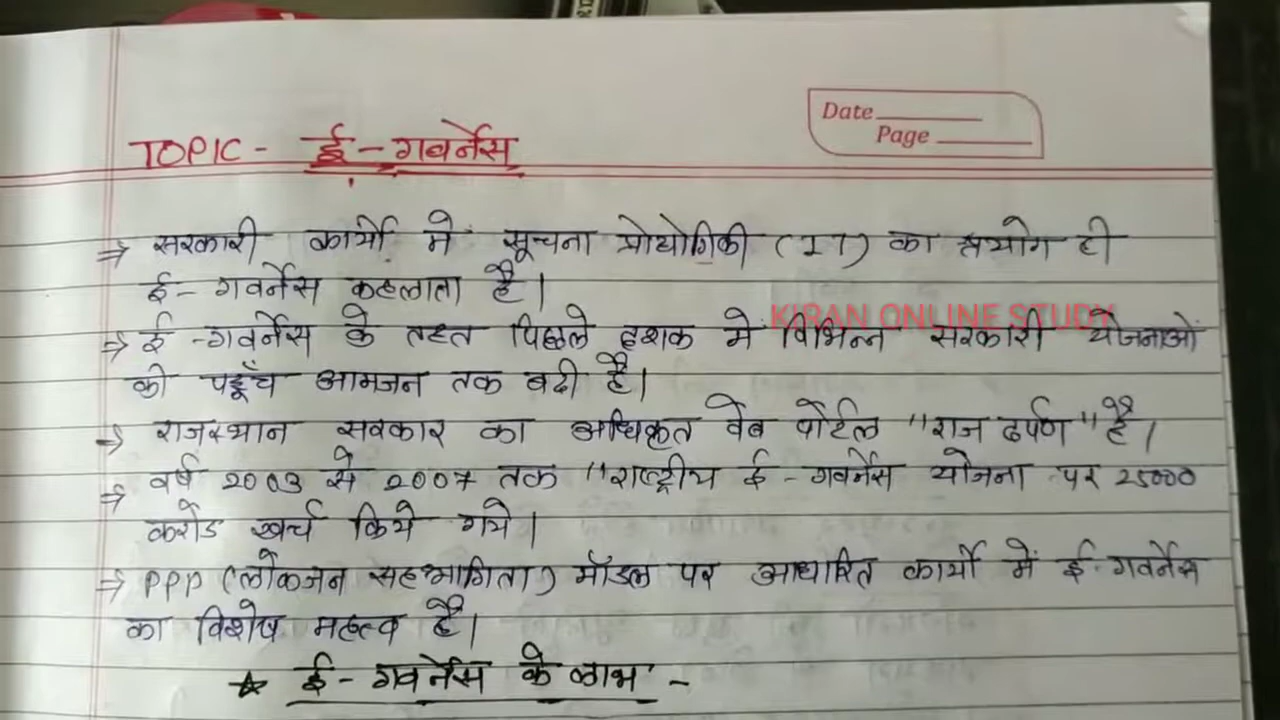 Date
Page
TOPIC - ई-गवर्नेस
⇒ सरकारी कार्यो में सूचना प्रोद्योगिकी (IT) का प्रयोग ही
ई-गवर्नेस कहलाता है।
KIRAN ONLINE STUDY
⇒ ई-गवर्नेस के तहत पिछले दशक मे विभिन्न सरकारी योजनाओं
की पहूँच आमजन तक बढी है।
⇒ राजस्थान सरकार का अधिकृत वेब पोर्टल "राज दर्पण" है।
⇒ वर्ष 2003 से 2007 तक "राष्ट्रीय ई-गवर्नेस योजना पर 25000
करोड खर्च किये गये।
⇒ PPP (लोकजन सहभागिता) मॉडल पर आधारित कार्यो में ई-गवर्नेस
का विशेष महत्व है।
☆ ई-गवर्नेस के लाभ -